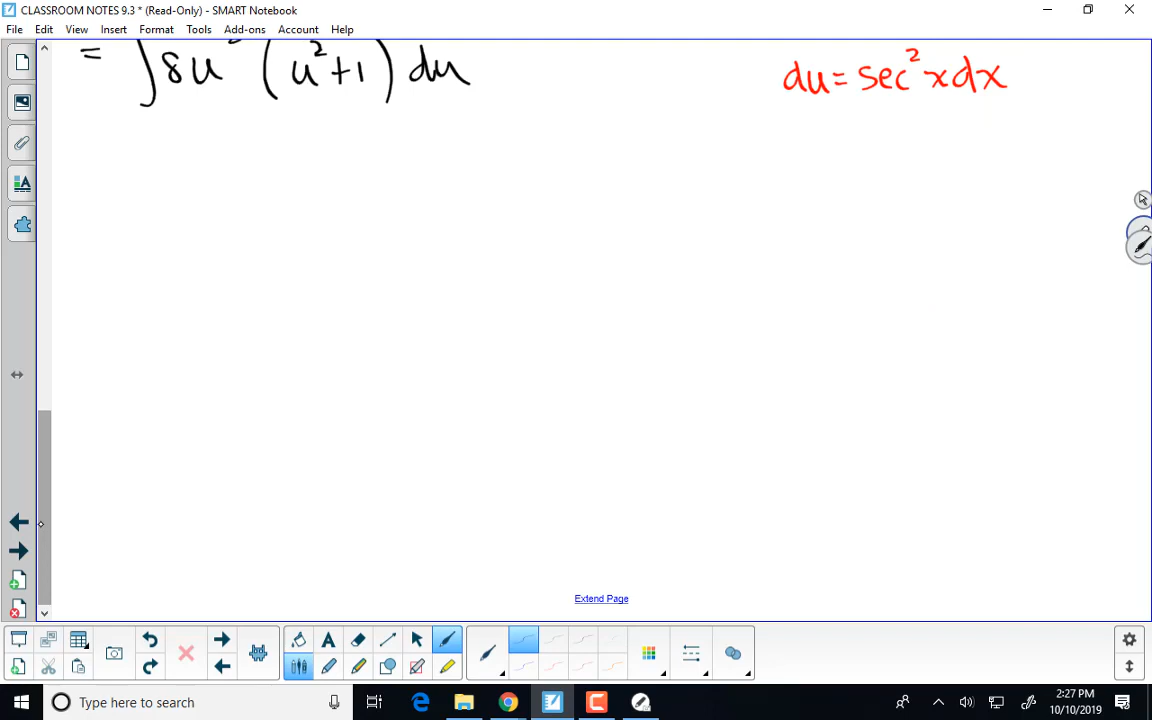 CLASSROOM NOTES 9.3 * (Read-Only) - SMART Notebook
File Edit View Insert Format Tools Add-ons Account Help
= ∫8u² (u²+1) du
du = sec²x dx
Extend Page
Type here to search
2:27 PM
10/10/2019